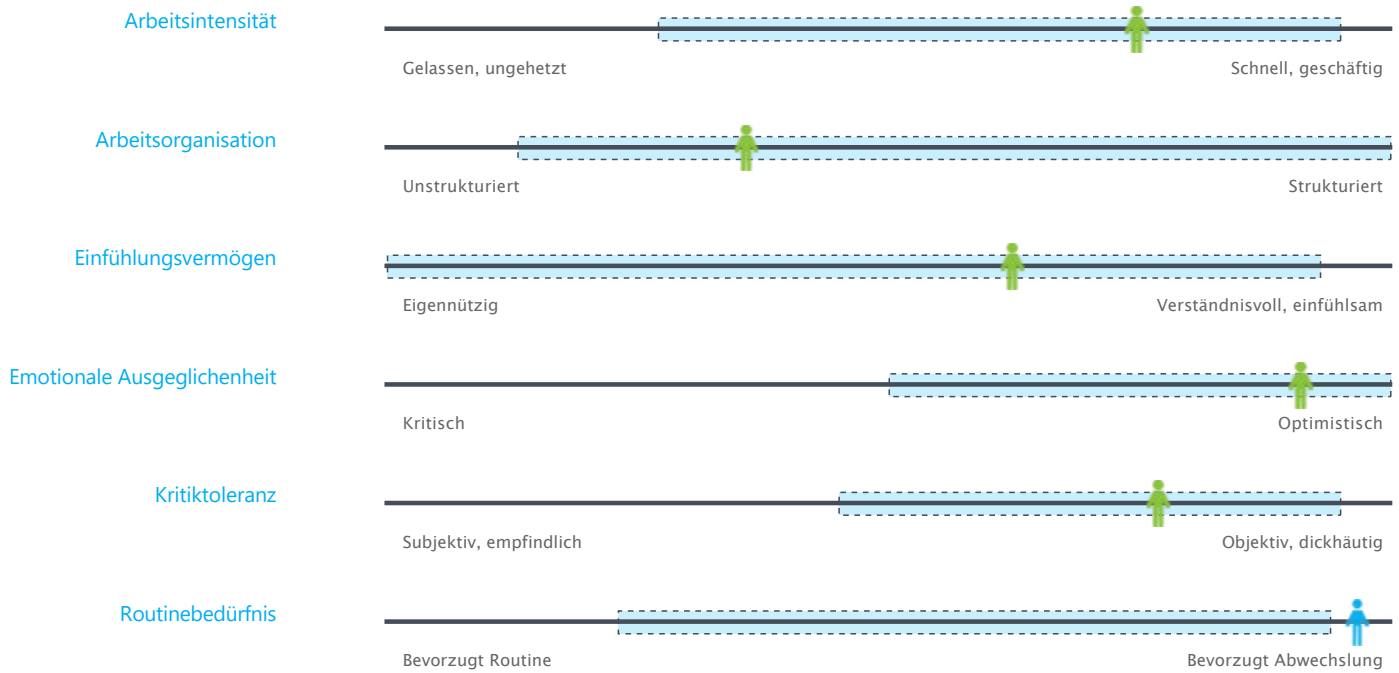 Arbeitsintensität
Gelassen, ungehetzt
Schnell, geschäftig
Arbeitsorganisation
Unstrukturiert
Strukturiert
Einfühlungsvermögen
Eigennützig
Verständnisvoll, einfühlsam
Emotionale Ausgeglichenheit
Kritisch
Optimistisch
Kritiktoleranz
Subjektiv, empfindlich
Objektiv, dickhäutig
Routinebedürfnis
Bevorzugt Routine
Bevorzugt Abwechslung